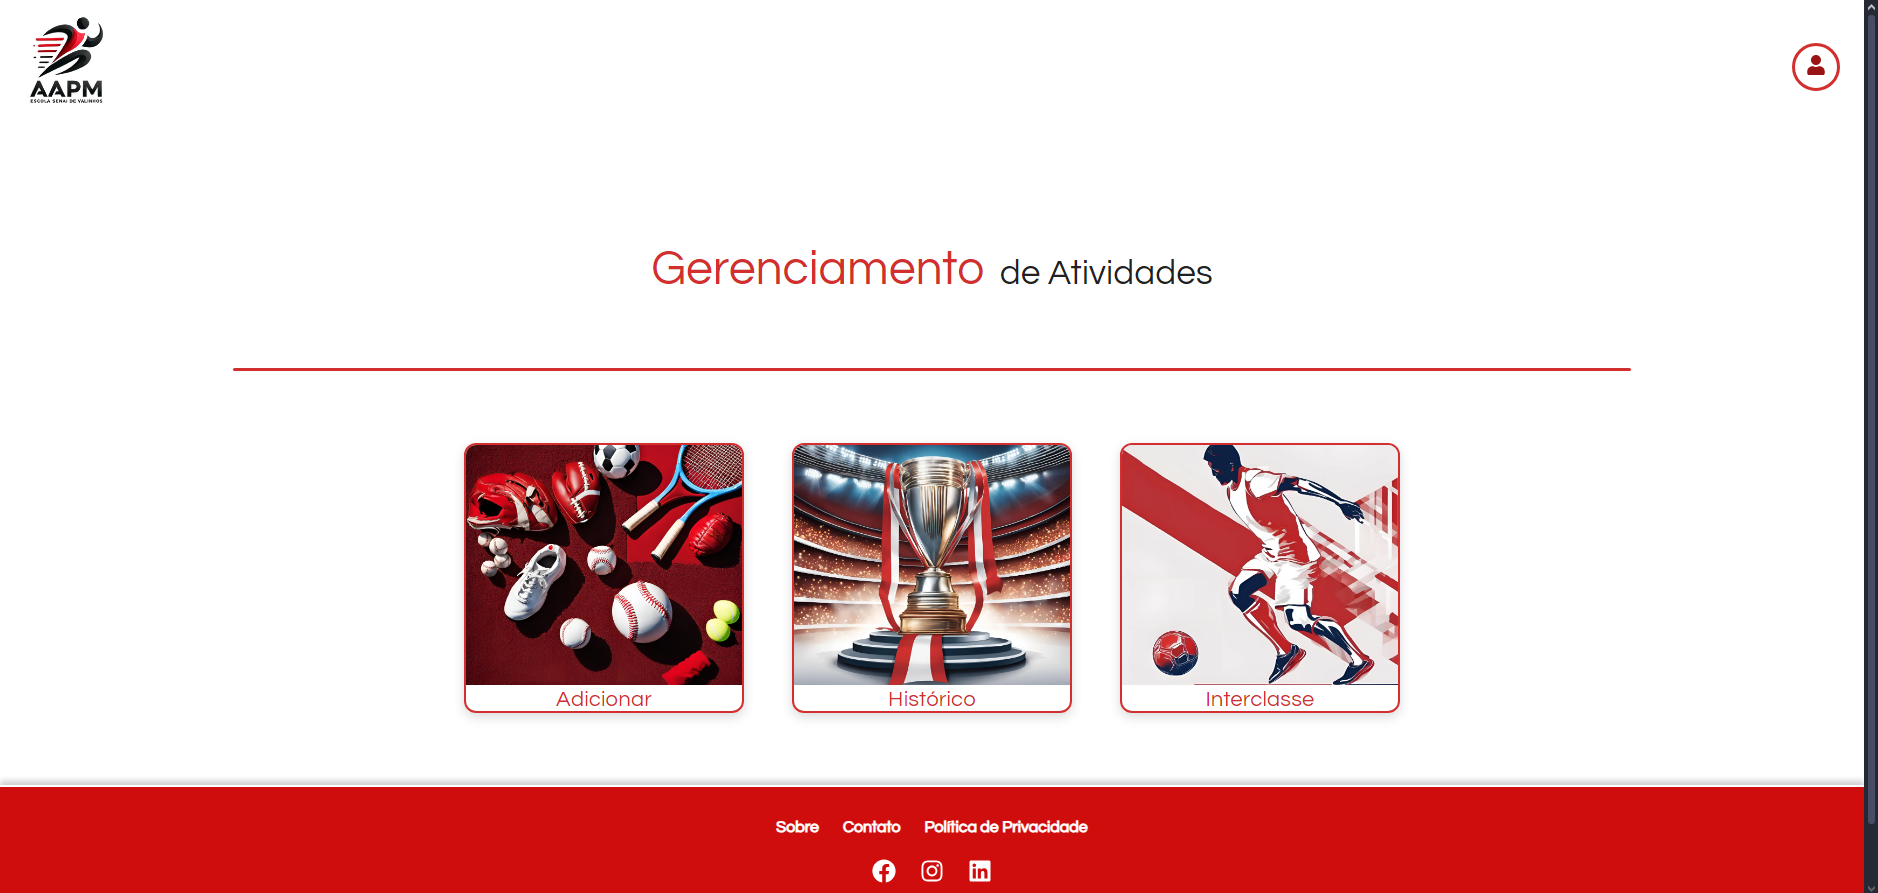 AAPM
ESCOLA SENAI DE VALINHOS
Gerenciamento de Atividades
Adicionar
Histórico
Interclasse
Sobre Contato Política de Privacidade